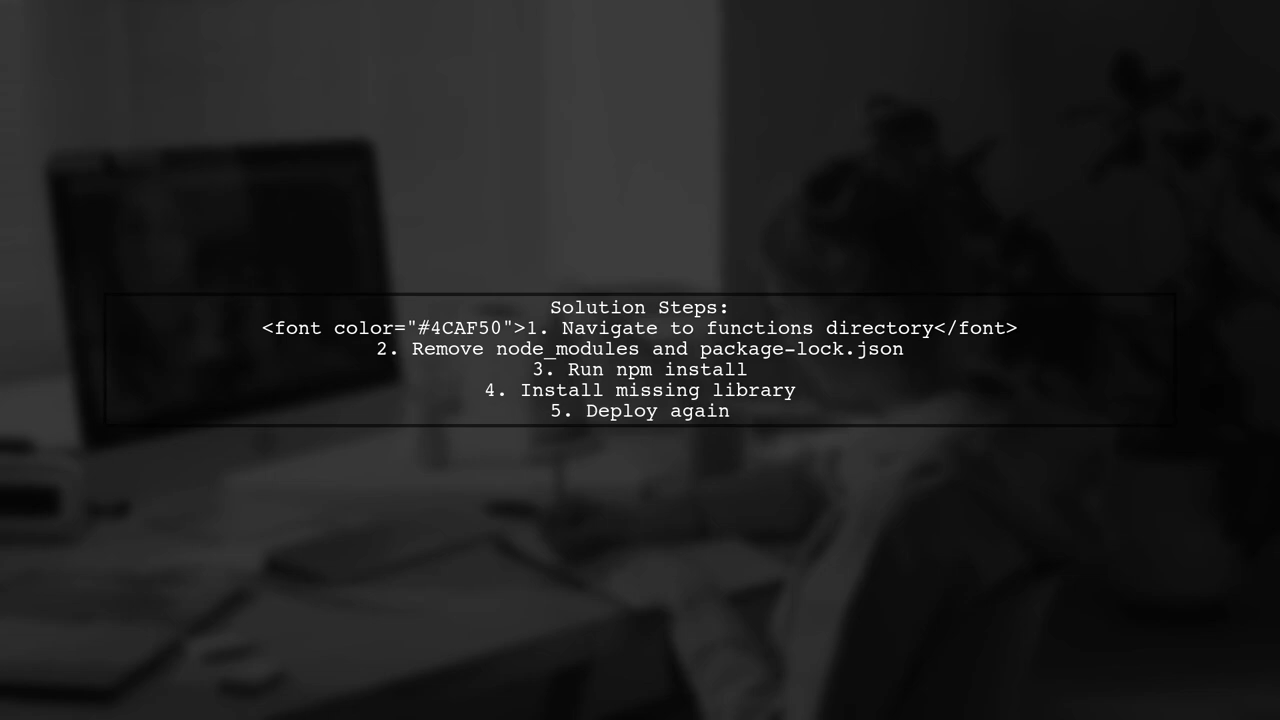 Solution Steps:
<font color="#4CAF50">1. Navigate to functions directory</font>
2. Remove node_modules and package-lock.json
3. Run npm install
4. Install missing library
5. Deploy again